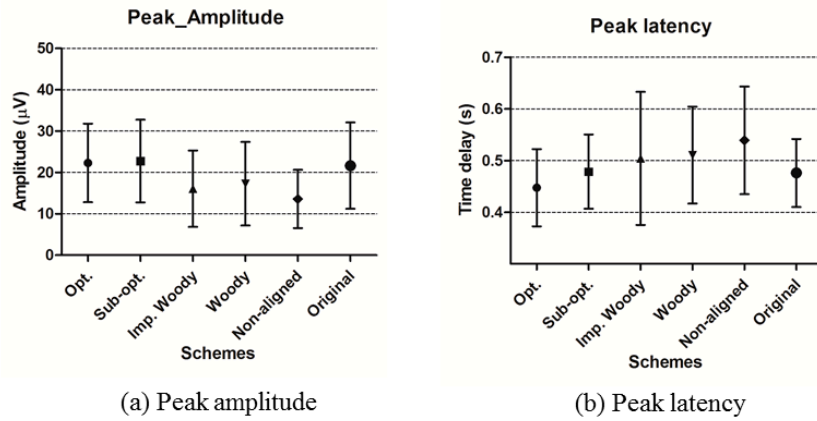 Peak_Amplitude
50
40
30
20
10
0
Amplitude (µV)
Opt.
Sub-opt.
Imp. Woody
Woody
Non-aligned
Original
Schemes
(a) Peak amplitude
Peak latency
0.7
0.6
0.5
0.4
Time delay (s)
Opt.
Sub-opt.
Imp. Woody
Woody
Non-aligned
Original
Schemes
(b) Peak latency